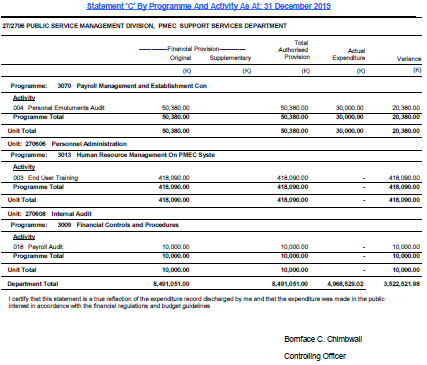 Statement 'C' By Programme And Activity As At: 31 December 2019
27/2706 PUBLIC SERVICE MANAGEMENT DIVISION, PMEC SUPPORT SERVICES DEPARTMENT
Total
--------------Financial Provision-------------- Authorised Actual
Original Supplementary Provision Expenditure Variance
(K) (K) (K) (K) (K)
Programme: 3070 Payroll Management and Establishment Con
Activity
004 Personal Emoluments Audit 50,380.00 50,380.00 30,000.00 20,380.00
Programme Total 50,380.00 50,380.00 30,000.00 20,380.00
Unit Total 50,380.00 50,380.00 30,000.00 20,380.00
Unit: 270606 Personnel Administration
Programme: 3013 Human Resource Management On PMEC Syste
Activity
003 End User Training 418,090.00 418,090.00 - 418,090.00
Programme Total 418,090.00 418,090.00 - 418,090.00
Unit Total 418,090.00 418,090.00 - 418,090.00
Unit: 270608 Internal Audit
Programme: 3009 Financial Controls and Procedures
Activity
018 Payroll Audit 10,000.00 10,000.00 - 10,000.00
Programme Total 10,000.00 10,000.00 - 10,000.00
Unit Total 10,000.00 10,000.00 - 10,000.00
Department Total 8,491,051.00 8,491,051.00 4,968,529.02 3,522,521.98
I certify that this statement is a true reflection of the expenditure record discharged by me and that the expenditure was made in the public
interest in accordance with the financial regulations and budget guidelines
Bomface C. Chimbwali
Controlling Officer